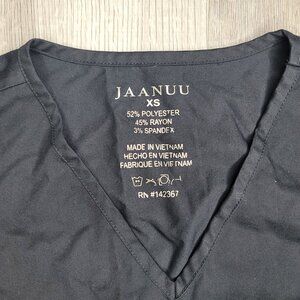 JAANUU
XS
52% POLYESTER
45% RAYON
3% SPANDEX
MADE IN VIETNAM
HECHO EN VIETNAM
FABRIQUE EN VIETNAM
RN #142367